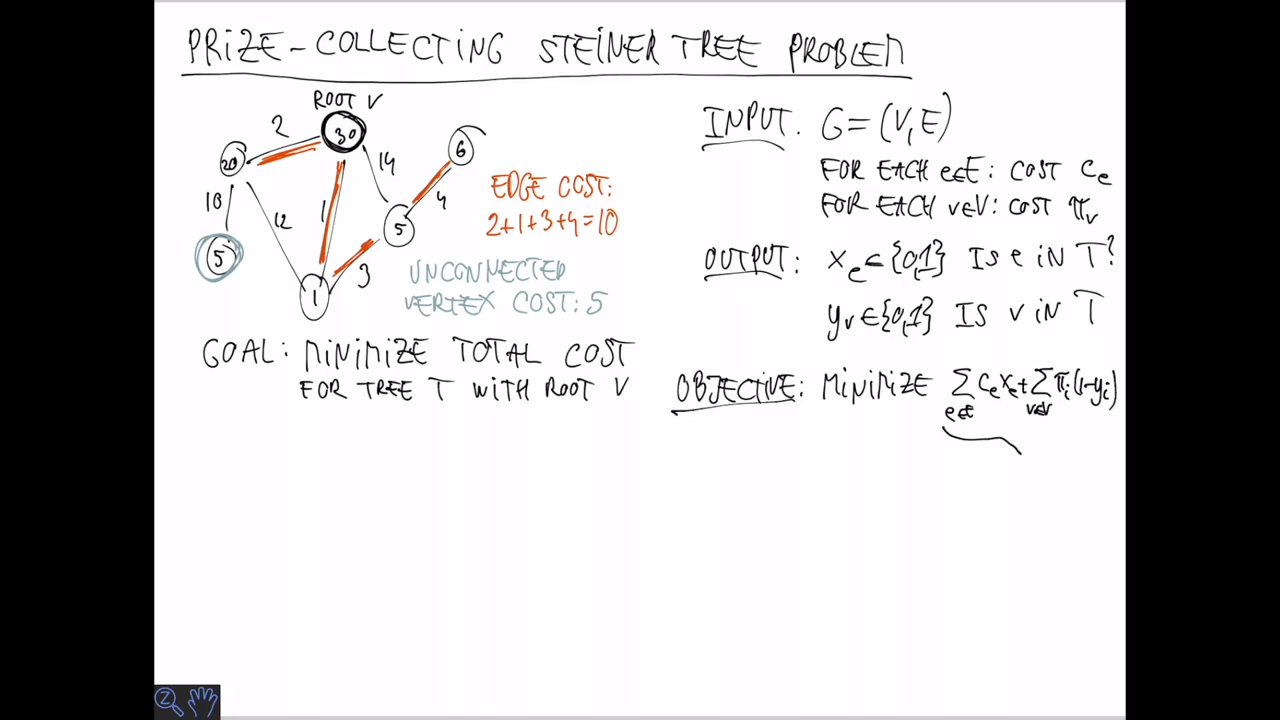 PRIZE-COLLECTING STEINER TREE PROBLEM
ROOT V
2
30
20
14
6
10
12
1
5
4
5
3
1
EDGE COST:
2+1+3+4=10
UNCONNECTED
VERTEX COST: 5
GOAL: MINIMIZE TOTAL COST
FOR TREE T WITH ROOT V
INPUT. G=(V,E)
FOR EACH e∈E: COST Ce
FOR EACH v∈V: COST πv
OUTPUT: xe∈{0,1} IS e IN T?
yv∈{0,1} IS v IN T
OBJECTIVE: MINIMIZE ∑ CeXe+∑ πi(1-yi)
e∈E v∈V
Z